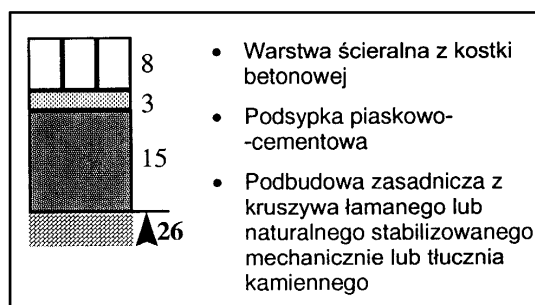 8
3
15
26
• Warstwa ścieralna z kostki
betonowej
• Podsypka piaskowo-
-cementowa
• Podbudowa zasadnicza z
kruszywa łamanego lub
naturalnego stabilizowanego
mechanicznie lub tłucznia
kamiennego